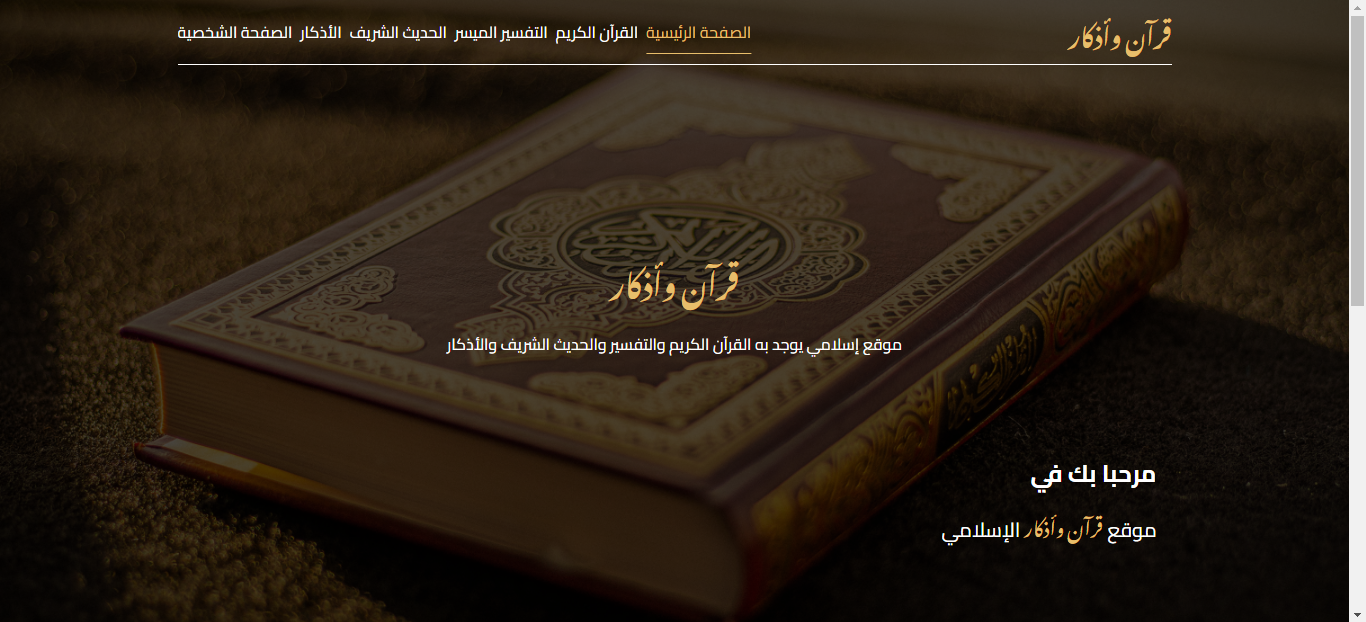 قرآن وأذكار
الصفحة الرئيسية القرآن الكريم التفسير الميسر الحديث الشريف الأذكار الصفحة الشخصية
قرآن وأذكار
موقع إسلامي يوجد به القرآن الكريم والتفسير والحديث الشريف والأذكار
مرحبا بك في
موقع قرآن وأذكار الإسلامي